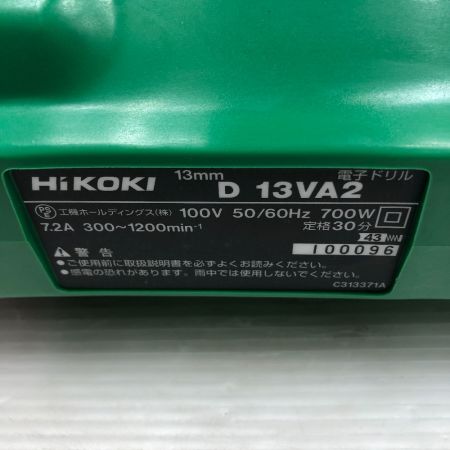 HiKOKI 13mm D 13VA2 電子ドリル
PSE 工機ホールディングス(株) 100V 50/60Hz 700W
7.2A 300~1200min-1 定格30分
43
⚠ 警告 100096
●ご使用前に取扱説明書を必ずよくお読みください。
●感電の恐れがあります。雨中では使用しないでください。
C313371A